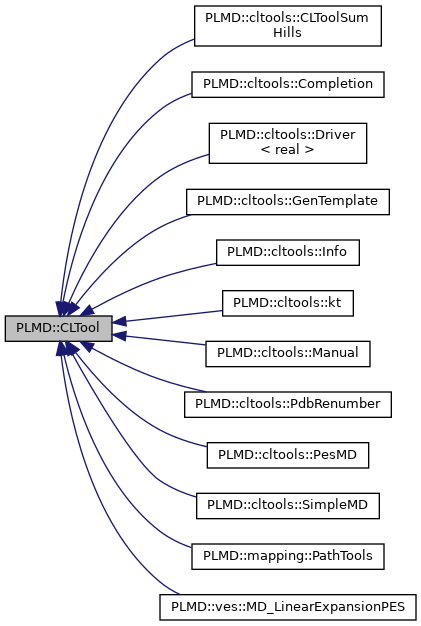 PLMD::cltools::CLToolSum
Hills
PLMD::cltools::Completion
PLMD::cltools::Driver
< real >
PLMD::cltools::GenTemplate
PLMD::cltools::Info
PLMD::cltools::kt
PLMD::CLTool
PLMD::cltools::Manual
PLMD::cltools::PdbRenumber
PLMD::cltools::PesMD
PLMD::cltools::SimpleMD
PLMD::mapping::PathTools
PLMD::ves::MD_LinearExpansionPES